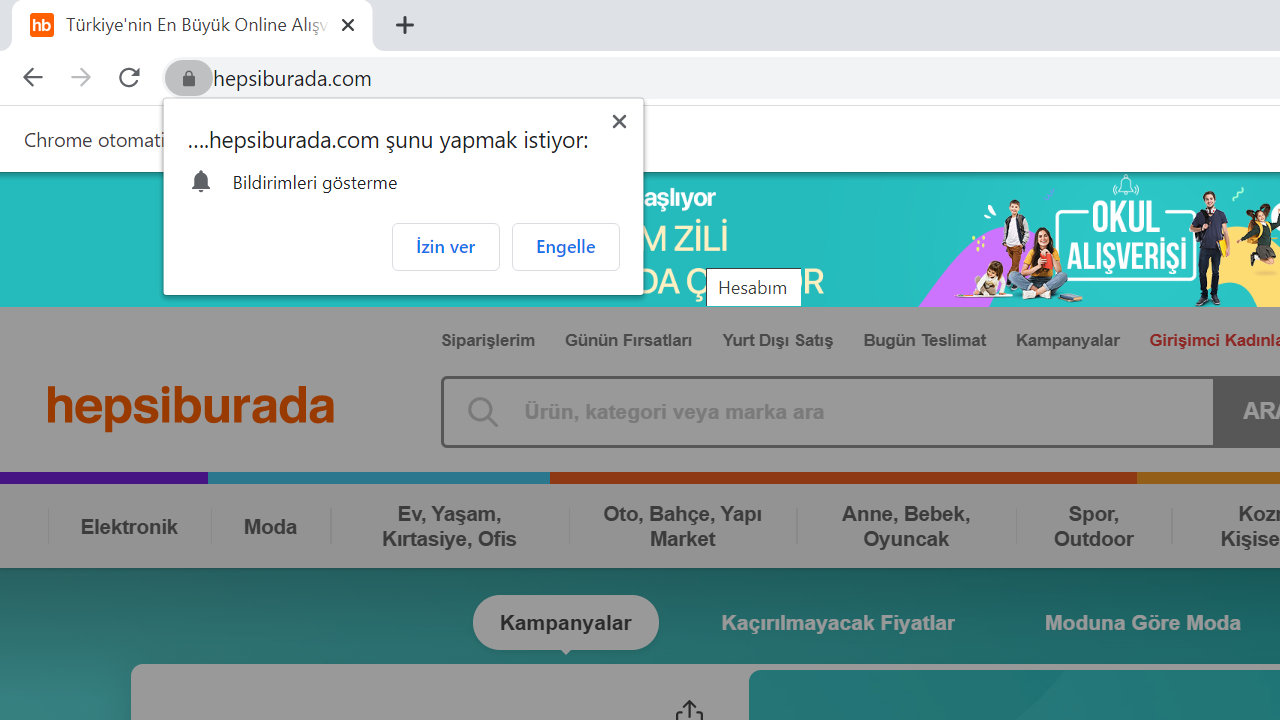 hb Türkiye'nin En Büyük Online Alışv
hepsiburada.com
Chrome otomati
....hepsiburada.com şunu yapmak istiyor:
Bildirimleri gösterme
İzin ver
Engelle
aşlıyor
M ZİLİ
OKUL
ALIŞVERİŞİ
Hesabım
Siparişlerim
Günün Fırsatları
Yurt Dışı Satış
Bugün Teslimat
Kampanyalar
Girişimci Kadınla
hepsiburada
Ürün, kategori veya marka ara
ARA
Elektronik
Moda
Ev, Yaşam,
Kırtasiye, Ofis
Oto, Bahçe, Yapı
Market
Anne, Bebek,
Oyuncak
Spor,
Outdoor
Kozm
Kişise
Kampanyalar
Kaçırılmayacak Fiyatlar
Moduna Göre Moda